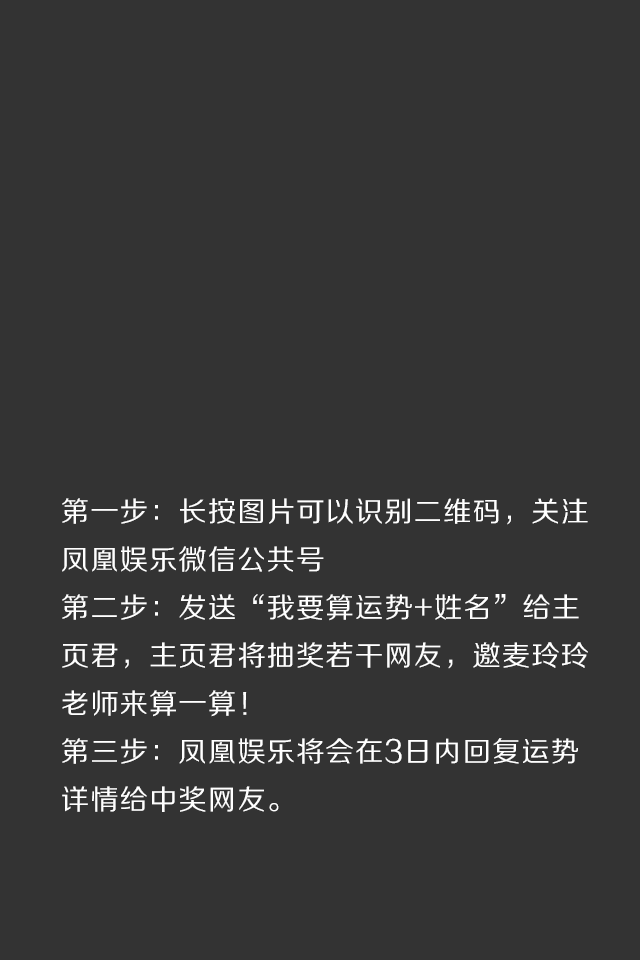 第一步：长按图片可以识别二维码，关注
凤凰娱乐微信公共号
第二步：发送“我要算运势+姓名”给主
页君，主页君将抽奖若干网友，邀麦玲玲
老师来算一算！
第三步：凤凰娱乐将会在3日内回复运势
详情给中奖网友。